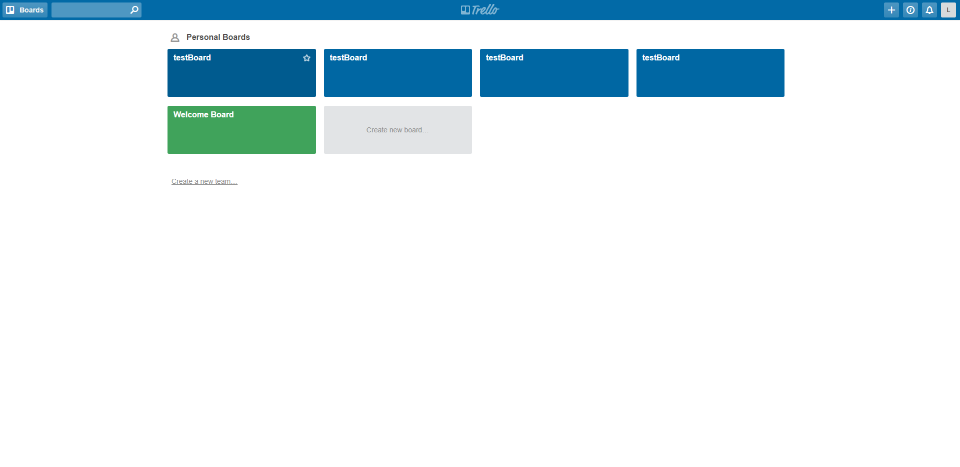 Boards
Trello
L
Personal Boards
testBoard
testBoard
testBoard
testBoard
Welcome Board
Create new board...
Create a new team...